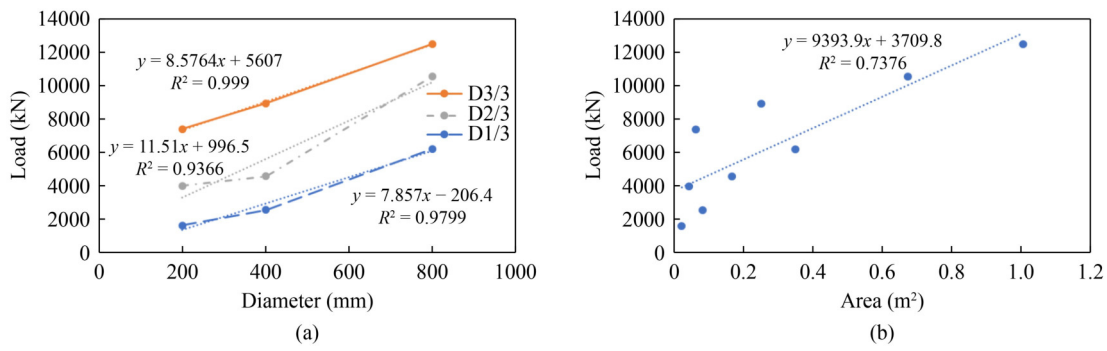 14000
12000
10000
8000
6000
4000
2000
0
Load (kN)
y = 8.5764x + 5607
R² = 0.999
y = 11.51x + 996.5
R² = 0.9366
y = 7.857x − 206.4
R² = 0.9799
D3/3
D2/3
D1/3
0 200 400 600 800 1000
Diameter (mm)
(a)
14000
12000
10000
8000
6000
4000
2000
0
Load (kN)
y = 9393.9x + 3709.8
R² = 0.7376
0 0.2 0.4 0.6 0.8 1.0 1.2
Area (m²)
(b)